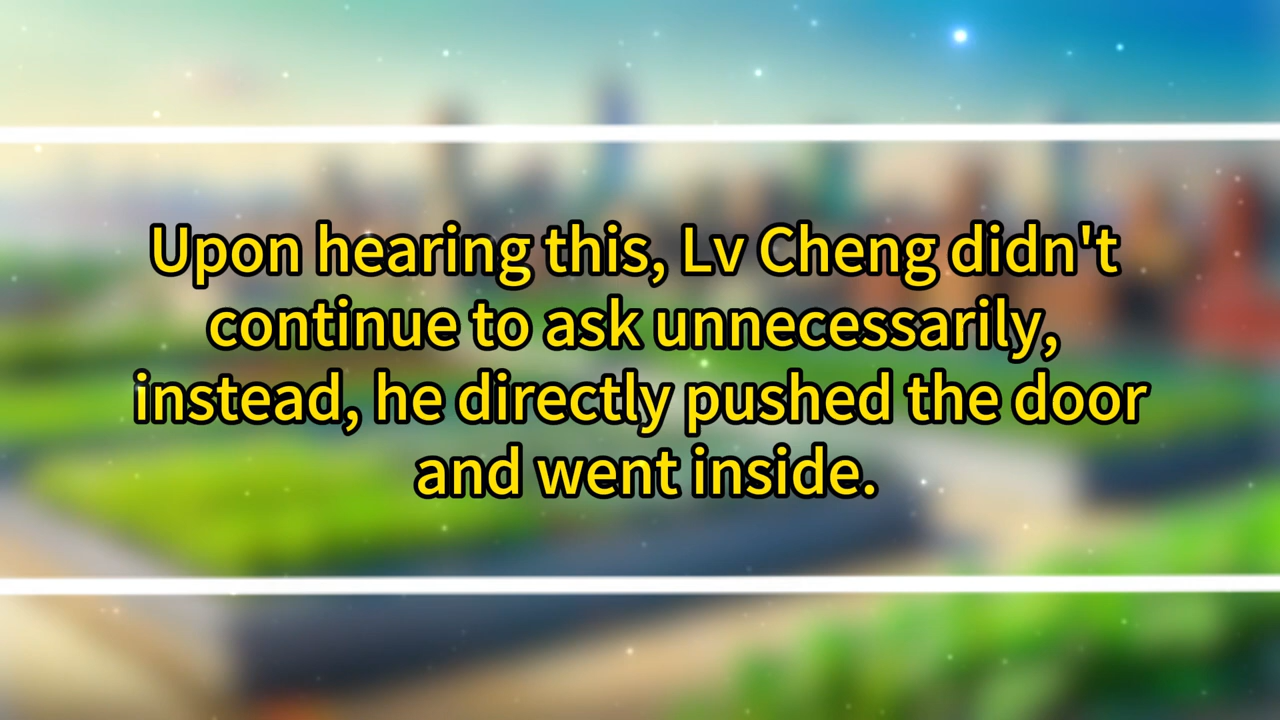 Upon hearing this, Lv Cheng didn't
continue to ask unnecessarily,
instead, he directly pushed the door
and went inside.